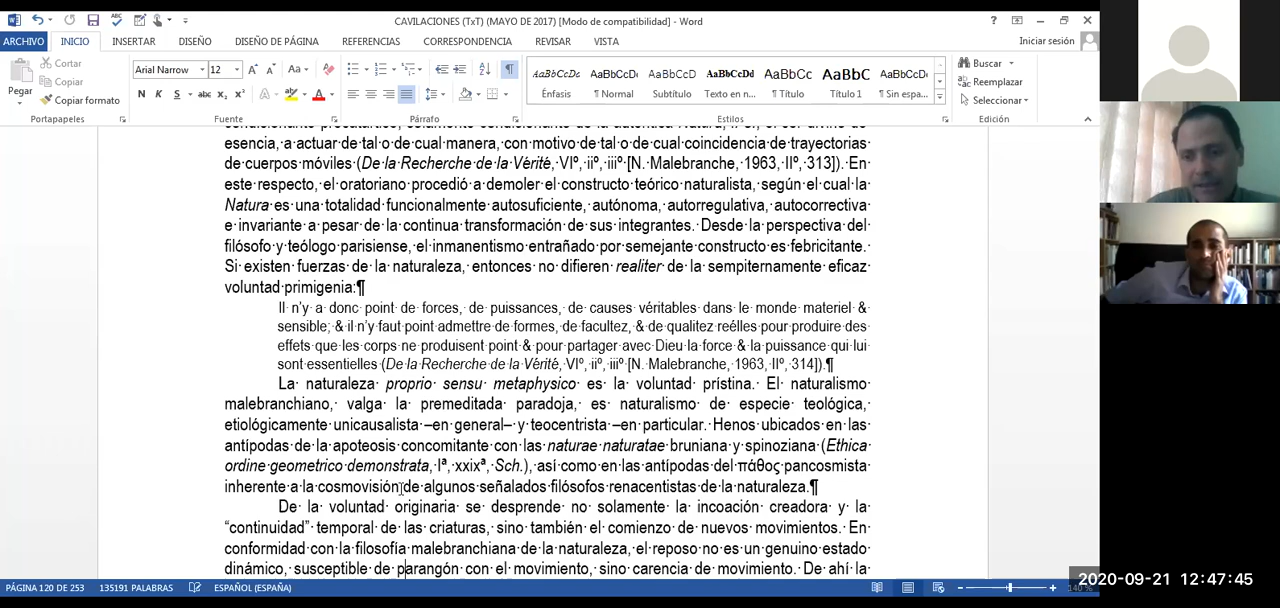 CAVILACIONES (TxT) (MAYO DE 2017) [Modo de compatibilidad] - Word
ARCHIVO INICIO INSERTAR DISEÑO DISEÑO DE PÁGINA REFERENCIAS CORRESPONDENCIA REVISAR VISTA Iniciar sesión
Pegar
Cortar
Copiar
Copiar formato
Portapapeles
Arial Narrow 12
N K S abc x₂ x²
Fuente
Párrafo
AaBbCcDc AaBbCcDc AaBbCcD AaBbCcDc AaBbCc AaBbC AaBbCcDc
Énfasis ¶ Normal Subtítulo Texto en n... ¶ Título Título 1 ¶ Sin espa...
Estilos
Buscar
Reemplazar
Seleccionar
Edición
esencia, a actuar de tal o de cual manera, con motivo de tal o de cual coincidencia de trayectorias
de cuerpos móviles (De la Recherche de la Vérité, VIº, iiº, iiiº [N. Malebranche, 1963, IIº, 313]). En
este respecto, el oratoriano procedió a demoler el constructo teórico naturalista, según el cual la
Natura es una totalidad funcionalmente autosuficiente, autónoma, autorregulativa, autocorrectiva
e invariante a pesar de la continua transformación de sus integrantes. Desde la perspectiva del
filósofo y teólogo parisiense, el inmanentismo entrañado por semejante constructo es febricitante.
Si existen fuerzas de la naturaleza, entonces no difieren realiter de la sempiternamente eficaz
voluntad primigenia:¶
Il n'y a donc point de forces, de puissances, de causes véritables dans le monde materiel &
sensible; & il n'y faut point admettre de formes, de facultez, & de qualitez reélles pour produire des
effets que les corps ne produisent point & pour partager avec Dieu la force & la puissance qui lui
sont essentielles (De la Recherche de la Vérité, VIº, iiº, iiiº [N. Malebranche, 1963, IIº, 314]).¶
La naturaleza proprio sensu metaphysico es la voluntad prístina. El naturalismo
malebranchiano, valga la premeditada paradoja, es naturalismo de especie teológica,
etiológicamente unicausalista –en general– y teocentrista –en particular. Henos ubicados en las
antípodas de la apoteosis concomitante con las naturae naturatae bruniana y spinoziana (Ethica
ordine geometrico demonstrata, Iª, xxixª, Sch.), así como en las antípodas del πάθος pancosmista
inherente a la cosmovisión de algunos señalados filósofos renacentistas de la naturaleza.¶
De la voluntad originaria se desprende no solamente la incoación creadora y la
“continuidad” temporal de las criaturas, sino también el comienzo de nuevos movimientos. En
conformidad con la filosofía malebranchiana de la naturaleza, el reposo no es un genuino estado
dinámico, susceptible de parangón con el movimiento, sino carencia de movimiento. De ahí la
PÁGINA 120 DE 253 135191 PALABRAS ESPAÑOL (ESPAÑA) 140 %
2020-09-21 12:47:45